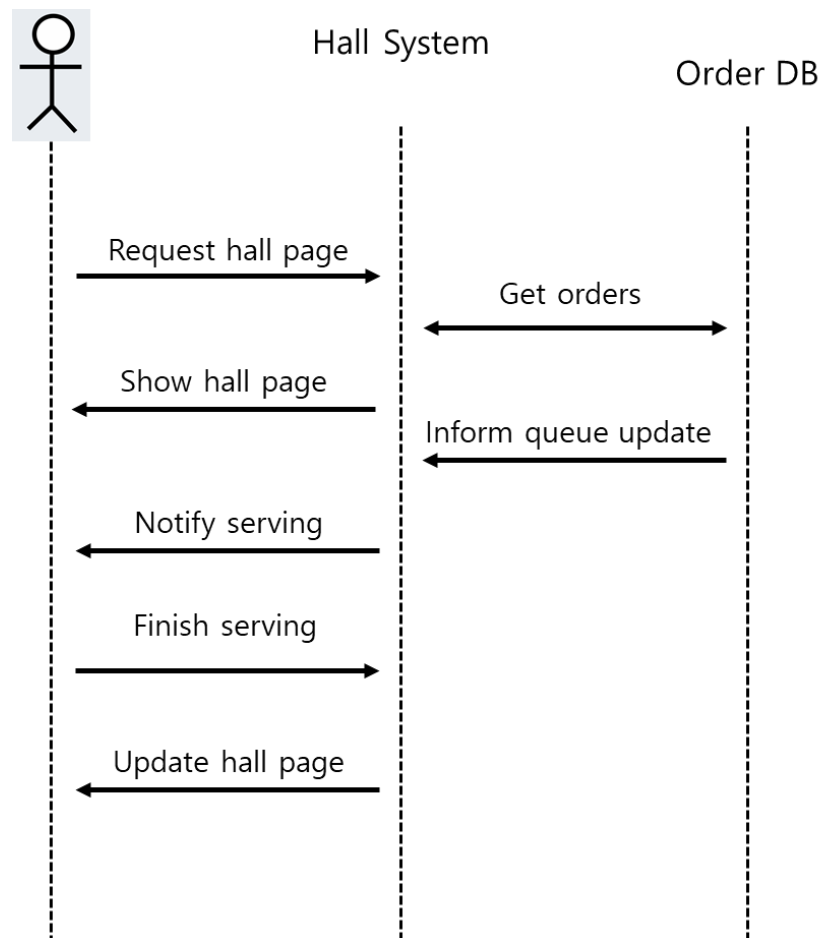 Hall System
Order DB
Request hall page
Get orders
Show hall page
Inform queue update
Notify serving
Finish serving
Update hall page